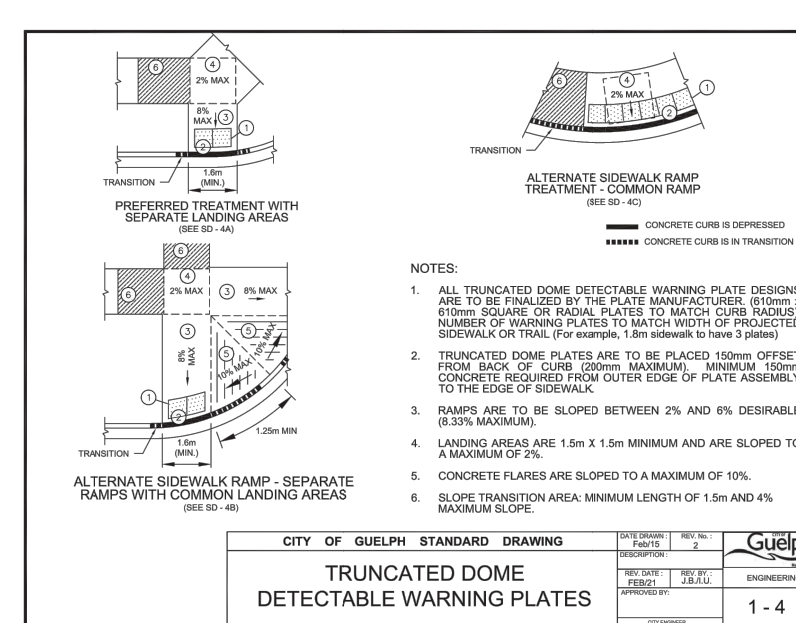 6
4
2% MAX
8%
MAX
3
1
2
TRANSITION
1.6m
(MIN.)
PREFERRED TREATMENT WITH
SEPARATE LANDING AREAS
(SEE SD - 4A)
6
4
2% MAX
1
2
TRANSITION
ALTERNATE SIDEWALK RAMP
TREATMENT - COMMON RAMP
(SEE SD - 4C)
CONCRETE CURB IS DEPRESSED
CONCRETE CURB IS IN TRANSITION
6
6
4
2% MAX
3
8% MAX
3
8%
MAX
5
5
10% MAX
10% MAX
1
2
TRANSITION
1.6m
(MIN.)
1.25m MIN
ALTERNATE SIDEWALK RAMP - SEPARATE
RAMPS WITH COMMON LANDING AREAS
(SEE SD - 4B)
NOTES:
1. ALL TRUNCATED DOME DETECTABLE WARNING PLATE DESIGNS
ARE TO BE FINALIZED BY THE PLATE MANUFACTURER. (610mm
610mm SQUARE OR RADIAL PLATES TO MATCH CURB RADIUS
NUMBER OF WARNING PLATES TO MATCH WIDTH OF PROJECTED
SIDEWALK OR TRAIL (For example, 1.8m sidewalk to have 3 plates)
2. TRUNCATED DOME PLATES ARE TO BE PLACED 150mm OFFSET
FROM BACK OF CURB (200mm MAXIMUM). MINIMUM 150mm
CONCRETE REQUIRED FROM OUTER EDGE OF PLATE ASSEMBLY
TO THE EDGE OF SIDEWALK.
3. RAMPS ARE TO BE SLOPED BETWEEN 2% AND 6% DESIRABLE
(8.33% MAXIMUM).
4. LANDING AREAS ARE 1.5m X 1.5m MINIMUM AND ARE SLOPED TO
A MAXIMUM OF 2%.
5. CONCRETE FLARES ARE SLOPED TO A MAXIMUM OF 10%.
6. SLOPE TRANSITION AREA: MINIMUM LENGTH OF 1.5m AND 4%
MAXIMUM SLOPE.
CITY OF GUELPH STANDARD DRAWING
TRUNCATED DOME
DETECTABLE WARNING PLATES
DATE DRAWN :
Feb/15
REV. No. :
2
DESCRIPTION :
REV. DATE :
FEB/21
REV. BY. :
J.B./I.U.
APPROVED BY:
CITY ENGINEER
Guelp
ENGINEERIN
1 - 4